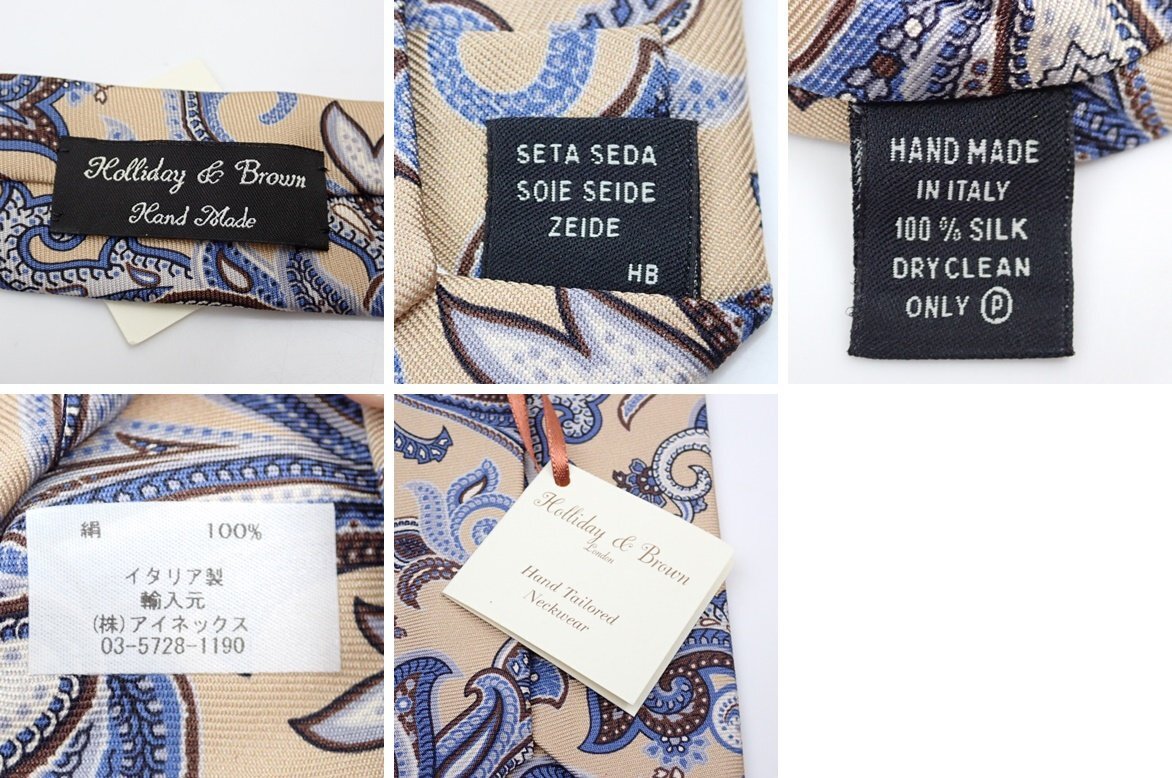 Holliday & Brown
Hand Made
SETA SEDA
SOIE SEIDE
ZEIDE
HB
HAND MADE
IN ITALY
100 % SILK
DRY CLEAN
ONLY Ⓟ
絹 100%
イタリア製
輸入元
(株)アイネックス
03-5728-1190
Holliday & Brown
London
Hand Tailored
Neckwear